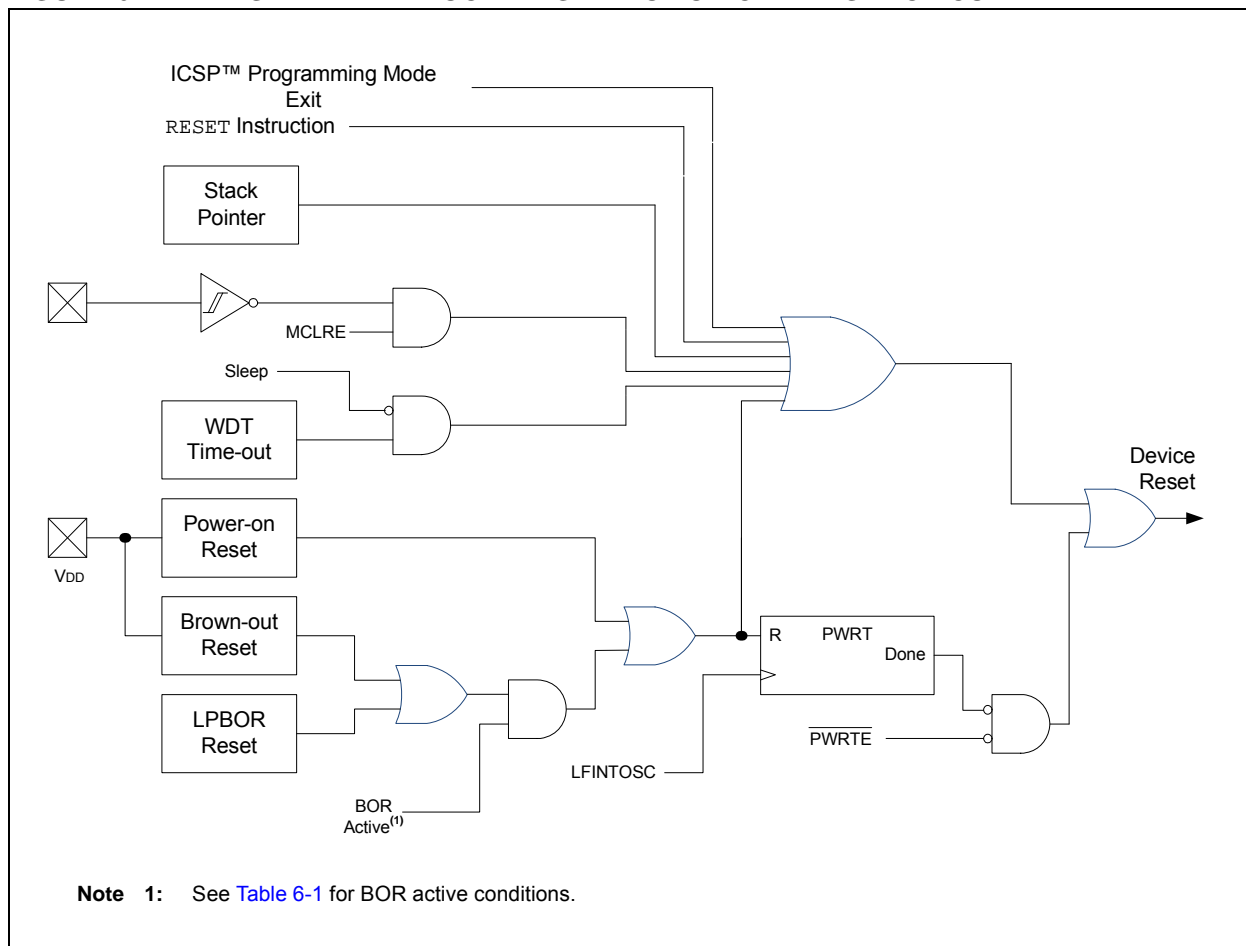 ICSP™ Programming Mode
Exit
RESET Instruction
Stack
Pointer
MCLRE
Sleep
WDT
Time-out
Device
Reset
Power-on
Reset
VDD
Brown-out
Reset
R PWRT
Done
LPBOR
Reset
PWRTE
LFINTOSC
BOR
Active(1)
Note 1: See Table 6-1 for BOR active conditions.